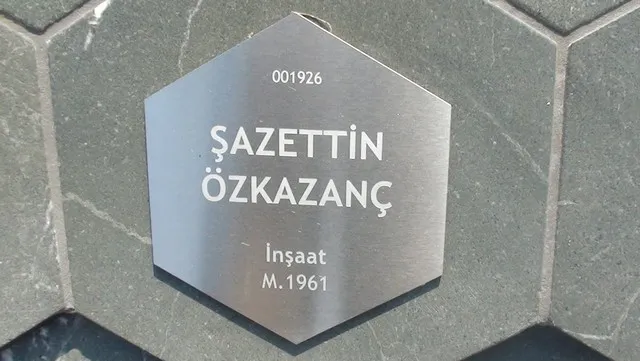 001926
ŞAZETTİN
ÖZKAZANÇ
İnşaat
M.1961